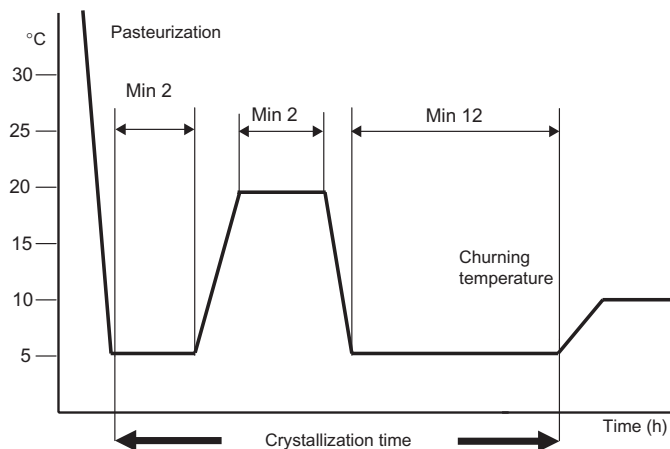 °C
Pasteurization
30
Min 2
Min 2
Min 12
25
20
15
Churning
temperature
10
5
Time (h)
Crystallization time